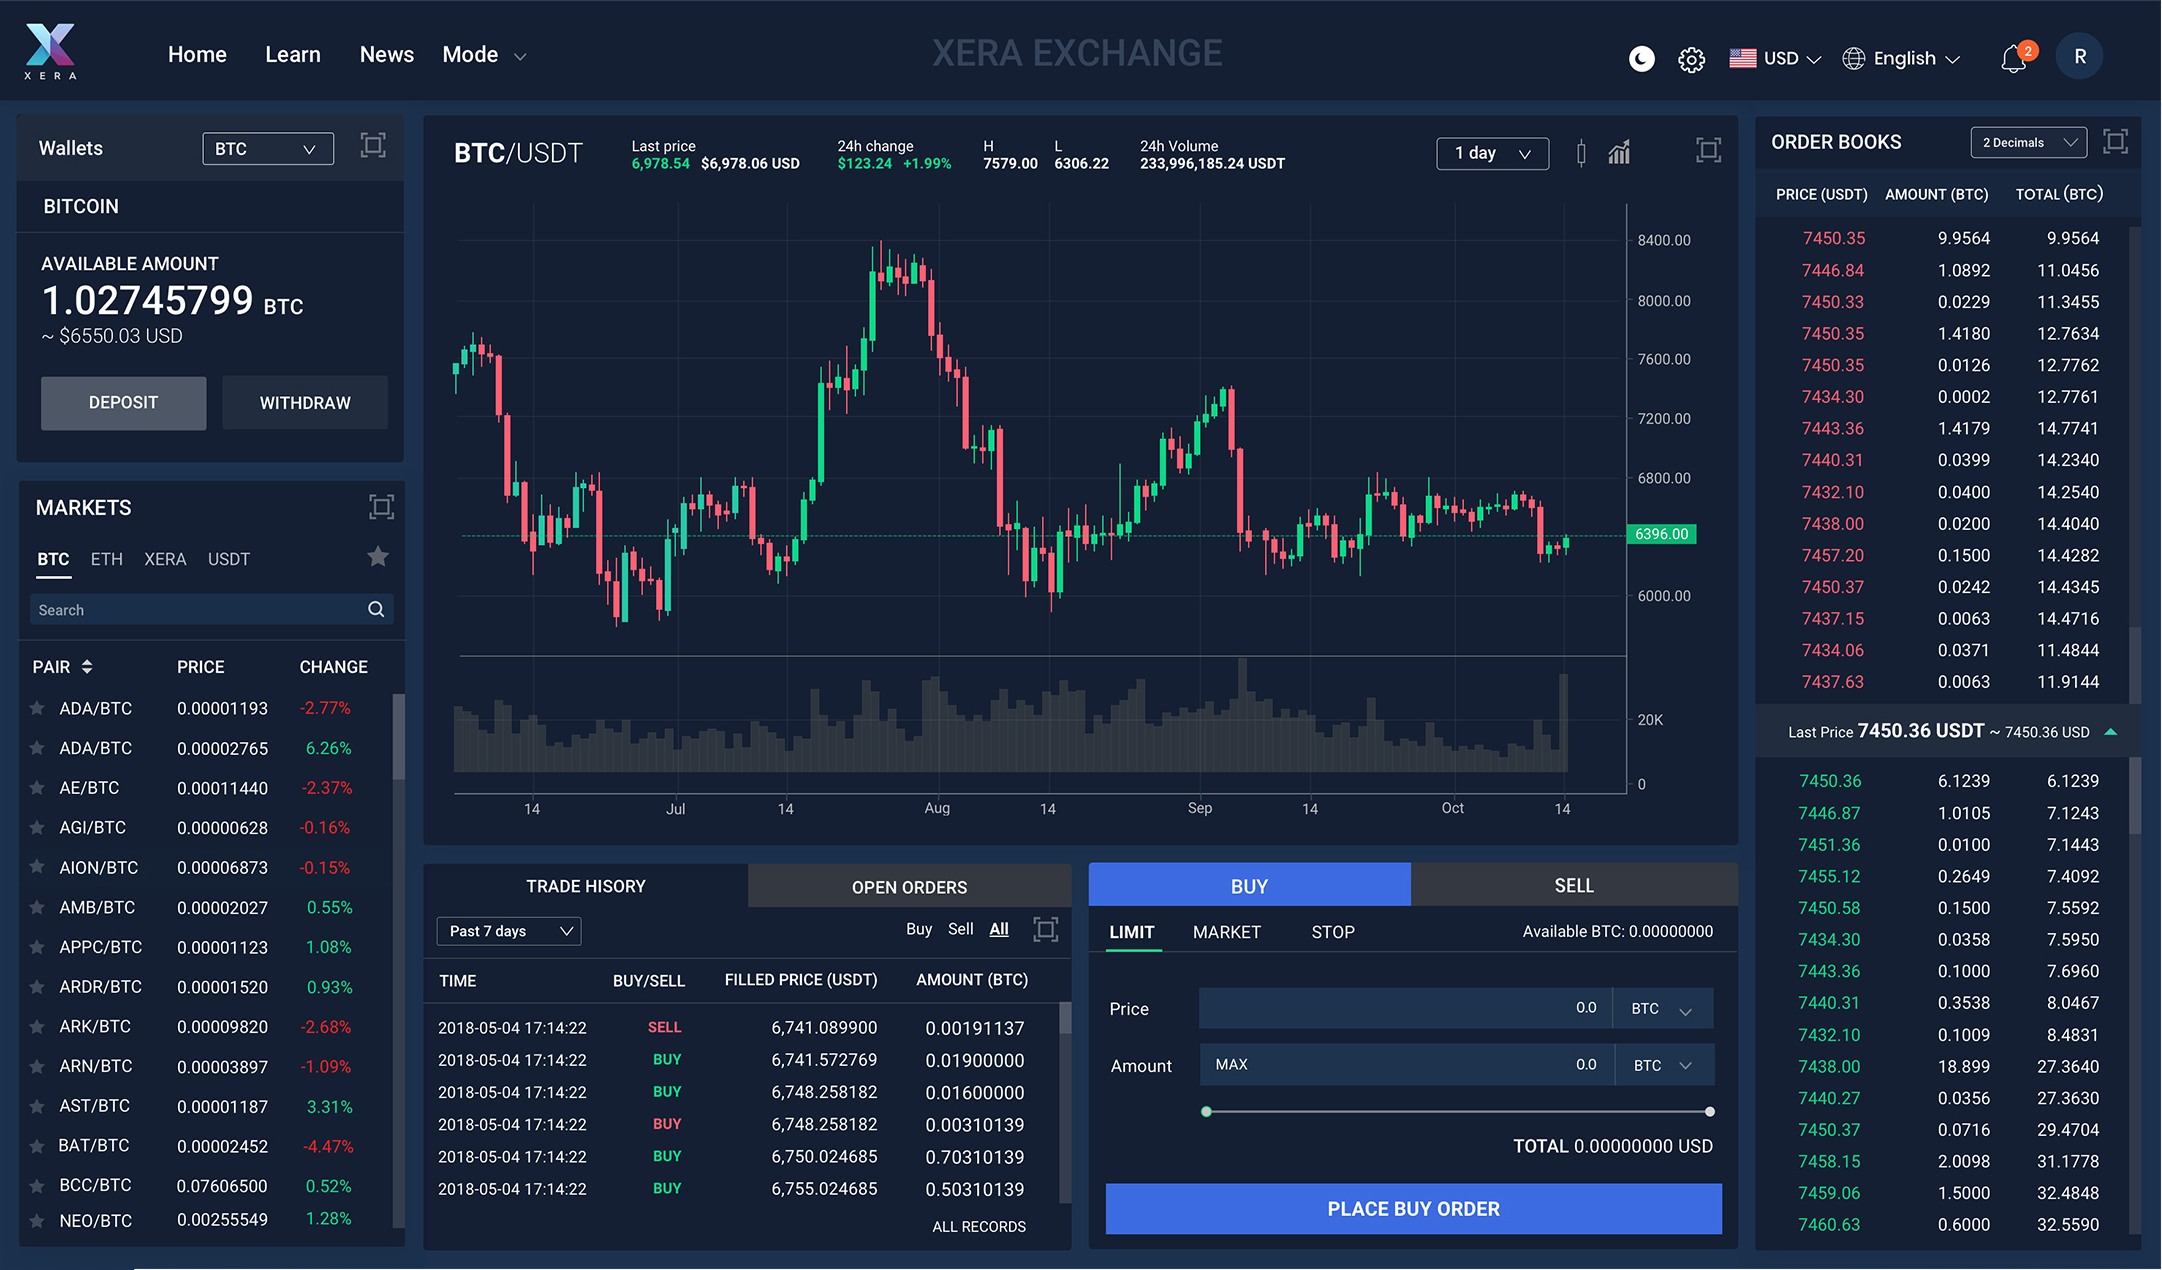 XERA
Home Learn News Mode
XERA EXCHANGE
USD English 2 R
Wallets BTC
BITCOIN
AVAILABLE AMOUNT
1.02745799 BTC
~ $6550.03 USD
DEPOSIT WITHDRAW
MARKETS
BTC ETH XERA USDT
Search
PAIR PRICE CHANGE
ADA/BTC 0.00001193 -2.77%
ADA/BTC 0.00002765 6.26%
AE/BTC 0.00011440 -2.37%
AGI/BTC 0.00000628 -0.16%
AION/BTC 0.00006873 -0.15%
AMB/BTC 0.00002027 0.55%
APPC/BTC 0.00001123 1.08%
ARDR/BTC 0.00001520 0.93%
ARK/BTC 0.00009820 -2.68%
ARN/BTC 0.00003897 -1.09%
AST/BTC 0.00001187 3.31%
BAT/BTC 0.00002452 -4.47%
BCC/BTC 0.07606500 0.52%
NEO/BTC 0.00255549 1.28%
BTC/USDT
Last price 24h change H L 24h Volume
6,978.54 $6,978.06 USD $123.24 +1.99% 7579.00 6306.22 233,996,185.24 USDT
1 day
8400.00
8000.00
7600.00
7200.00
6800.00
6396.00
6000.00
20K
0
14 Jul 14 Aug 14 Sep 14 Oct 14
TRADE HISORY OPEN ORDERS
Past 7 days Buy Sell All
TIME BUY/SELL FILLED PRICE (USDT) AMOUNT (BTC)
2018-05-04 17:14:22 SELL 6,741.089900 0.00191137
2018-05-04 17:14:22 BUY 6,741.572769 0.01900000
2018-05-04 17:14:22 BUY 6,748.258182 0.01600000
2018-05-04 17:14:22 BUY 6,748.258182 0.00310139
2018-05-04 17:14:22 BUY 6,750.024685 0.70310139
2018-05-04 17:14:22 BUY 6,755.024685 0.50310139
ALL RECORDS
BUY SELL
LIMIT MARKET STOP Available BTC: 0.00000000
Price 0.0 BTC
Amount MAX 0.0 BTC
TOTAL 0.00000000 USD
PLACE BUY ORDER
ORDER BOOKS 2 Decimals
PRICE (USDT) AMOUNT (BTC) TOTAL (BTC)
7450.35 9.9564 9.9564
7446.84 1.0892 11.0456
7450.33 0.0229 11.3455
7450.35 1.4180 12.7634
7450.35 0.0126 12.7762
7434.30 0.0002 12.7761
7443.36 1.4179 14.7741
7440.31 0.0399 14.2340
7432.10 0.0400 14.2540
7438.00 0.0200 14.4040
7457.20 0.1500 14.4282
7450.37 0.0242 14.4345
7437.15 0.0063 14.4716
7434.06 0.0371 11.4844
7437.63 0.0063 11.9144
Last Price 7450.36 USDT ~ 7450.36 USD
7450.36 6.1239 6.1239
7446.87 1.0105 7.1243
7451.36 0.0100 7.1443
7455.12 0.2649 7.4092
7450.58 0.1500 7.5592
7434.30 0.0358 7.5950
7443.36 0.1000 7.6960
7440.31 0.3538 8.0467
7432.10 0.1009 8.4831
7438.00 18.899 27.3640
7440.27 0.0356 27.3630
7450.37 0.0716 29.4704
7458.15 2.0098 31.1778
7459.06 1.5000 32.4848
7460.63 0.6000 32.5590